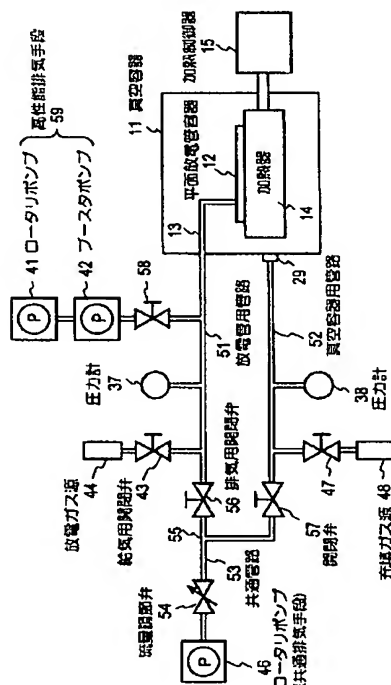 高性能排気手段
59
41 ロータリポンプ
42 ブースタポンプ
P
P
58
11 真空容器
平面放電管容器
12
加熱制御器
15
加熱器
14
13
51
放電管用管路
29
52
真空容器用管路
圧力計
37
圧力計
38
放電ガス源
44
給気用開閉弁
43
排気用開閉弁
56
55
53
共通管路
57
開閉弁
47
48
充填ガス源
流量調節弁
54
P
46
ロータリポンプ
(共通排気手段)